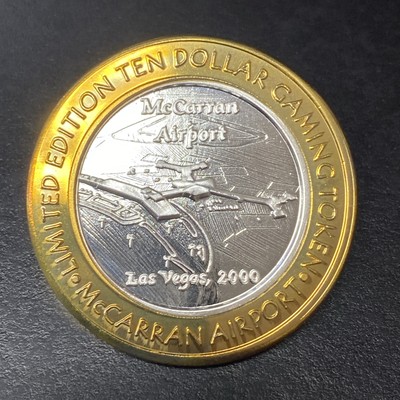 LIMITED EDITION TEN DOLLAR GAMING TOKEN
McCARRAN AIRPORT
McCarran
Airport
Las Vegas, 2000